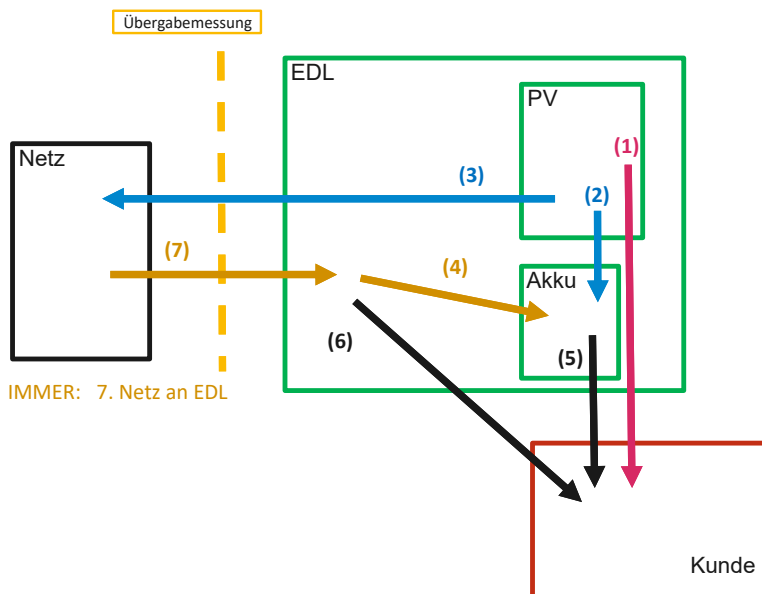 Übergabemessung
EDL
PV
Netz
(1)
(3)
(2)
(7)
(4)
Akku
(6)
(5)
IMMER: 7. Netz an EDL
Kunde